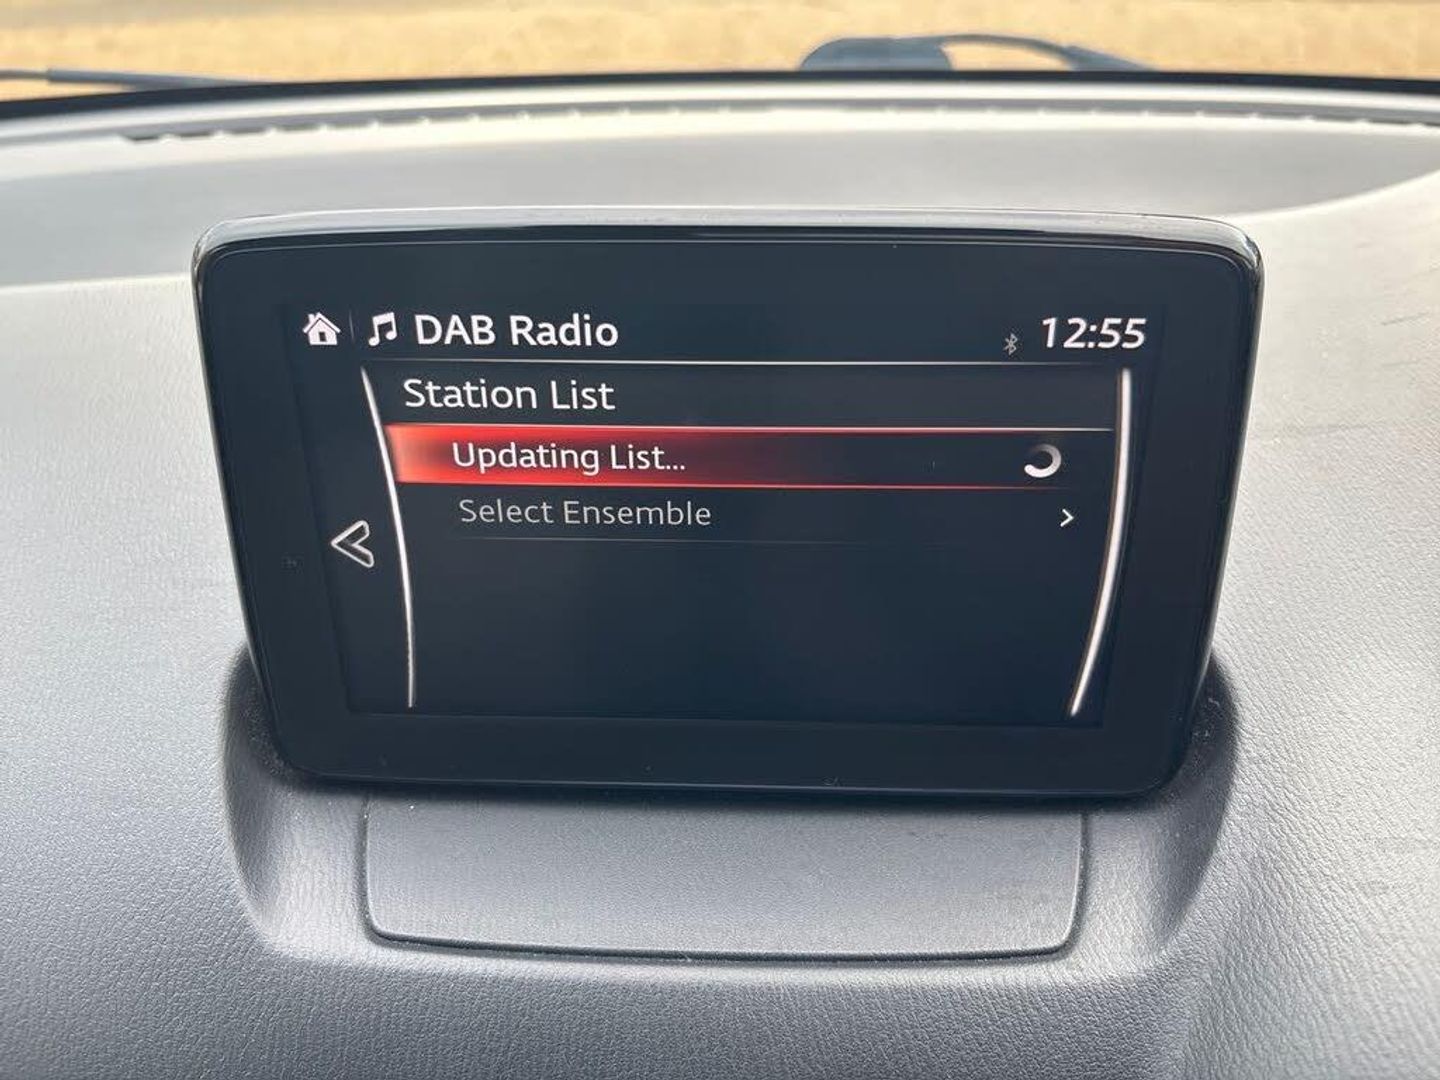 DAB Radio 12:55
Station List
Updating List...
Select Ensemble